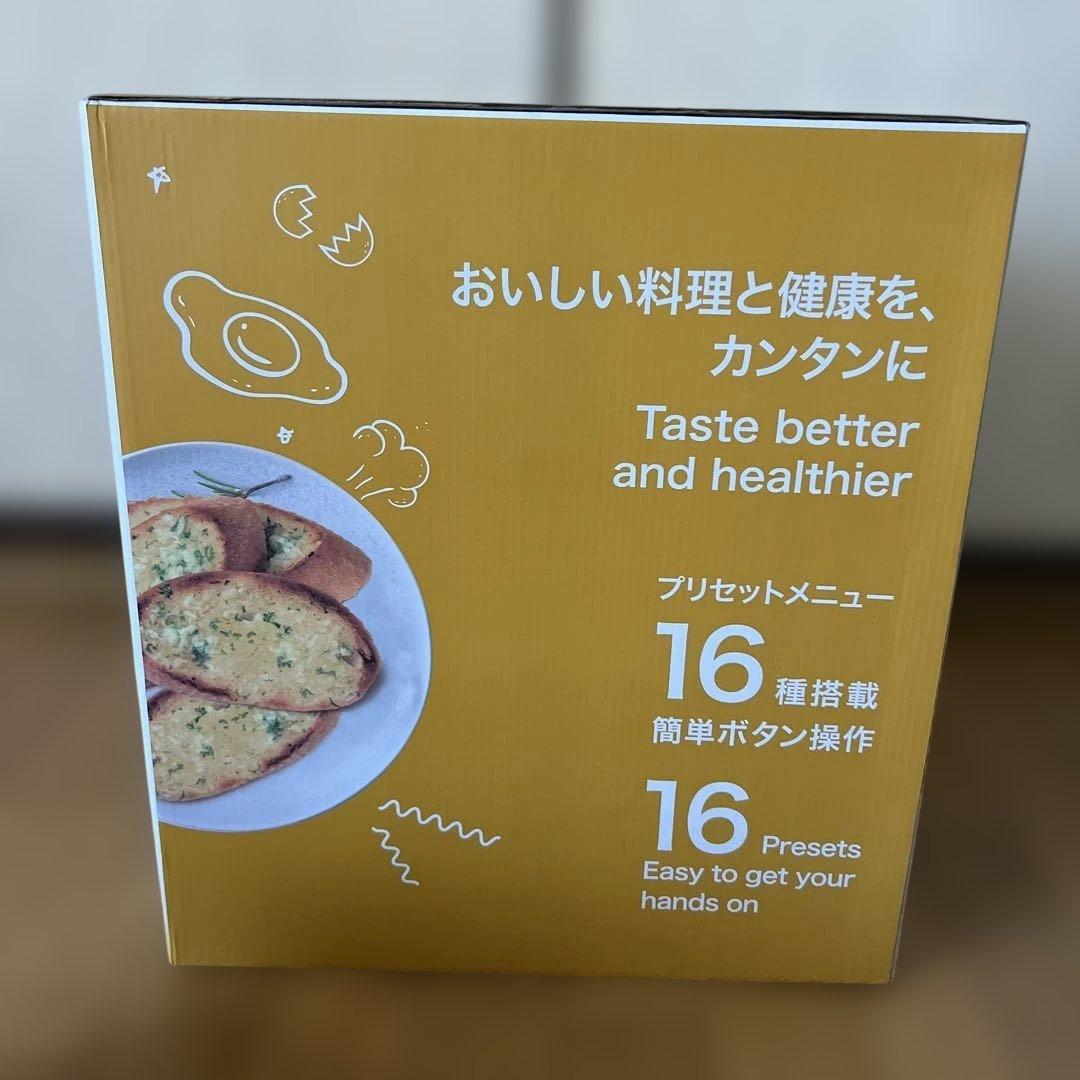 おいしい料理と健康を、
カンタンに
Taste better
and healthier
プリセットメニュー
16 種搭載
簡単ボタン操作
16 Presets
Easy to get your
hands on